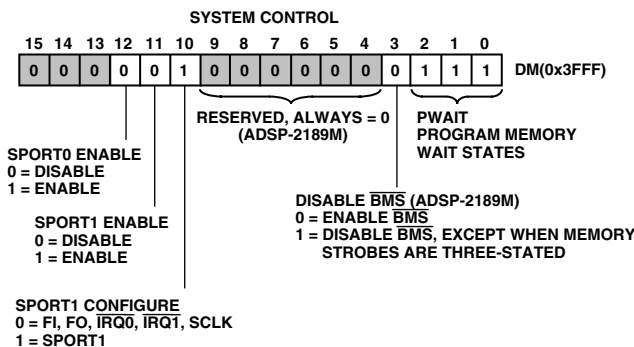 SYSTEM CONTROL
15 14 13 12 11 10 9 8 7 6 5 4 3 2 1 0
0 0 0 0 0 1 0 0 0 0 0 0 0 1 1 1 DM(0x3FFF)
RESERVED, ALWAYS = 0
(ADSP-2189M)
PWAIT
PROGRAM MEMORY
WAIT STATES
SPORT0 ENABLE
0 = DISABLE
1 = ENABLE
DISABLE BMS (ADSP-2189M)
0 = ENABLE BMS
1 = DISABLE BMS, EXCEPT WHEN MEMORY
STROBES ARE THREE-STATED
SPORT1 ENABLE
0 = DISABLE
1 = ENABLE
SPORT1 CONFIGURE
0 = FI, FO, IRQ0, IRQ1, SCLK
1 = SPORT1